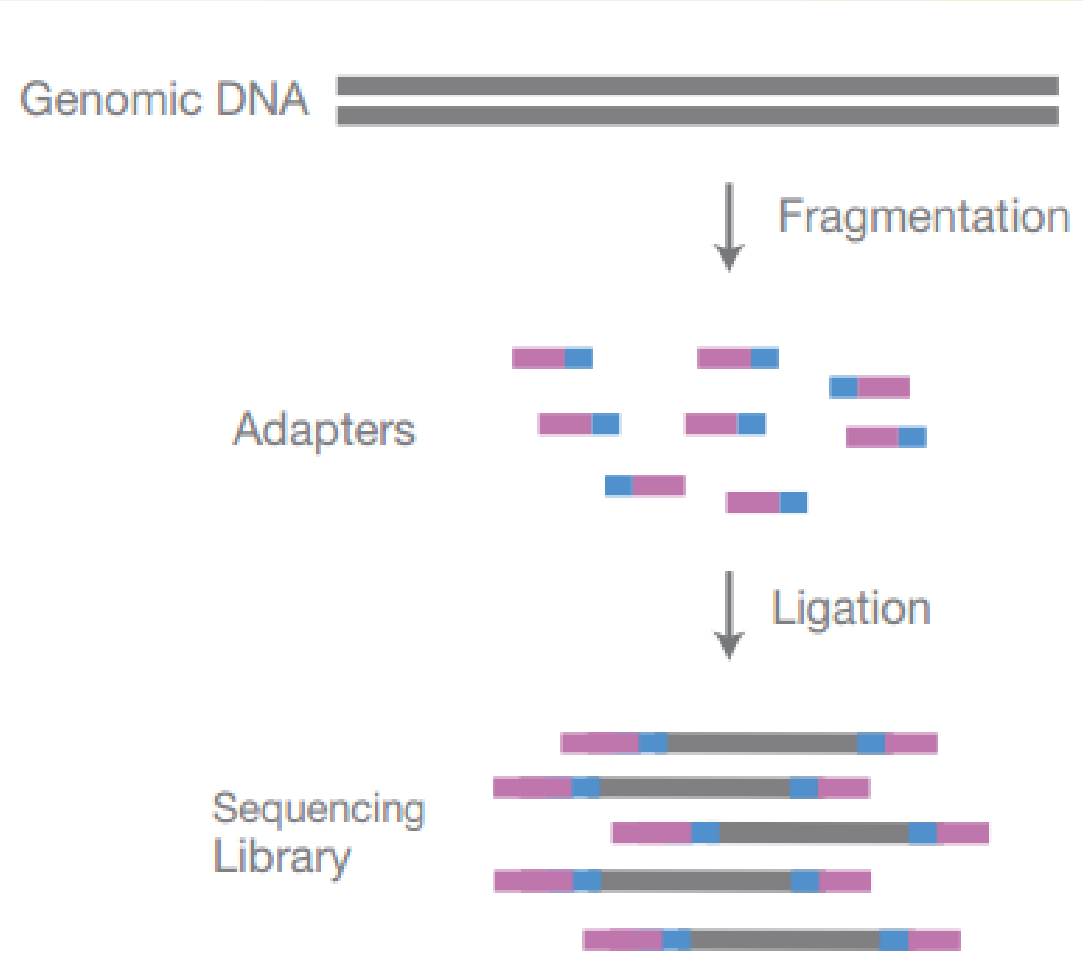 Genomic DNA
Fragmentation
Adapters
Ligation
Sequencing
Library